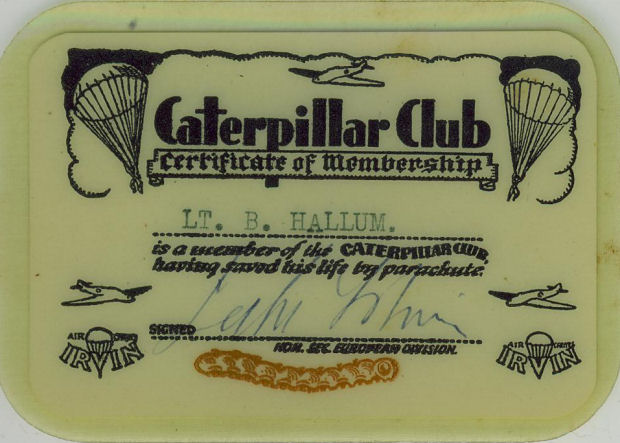 Caterpillar Club
Certificate of Membership
LT. B. HALLUM.
is a member of the CATERPILLAR CLUB,
having saved his life by parachute.
SIGNED
HON. SEC. EUROPEAN DIVISION.
AIR CHUTE
IRVIN
AIR CHUTE
IRVIN